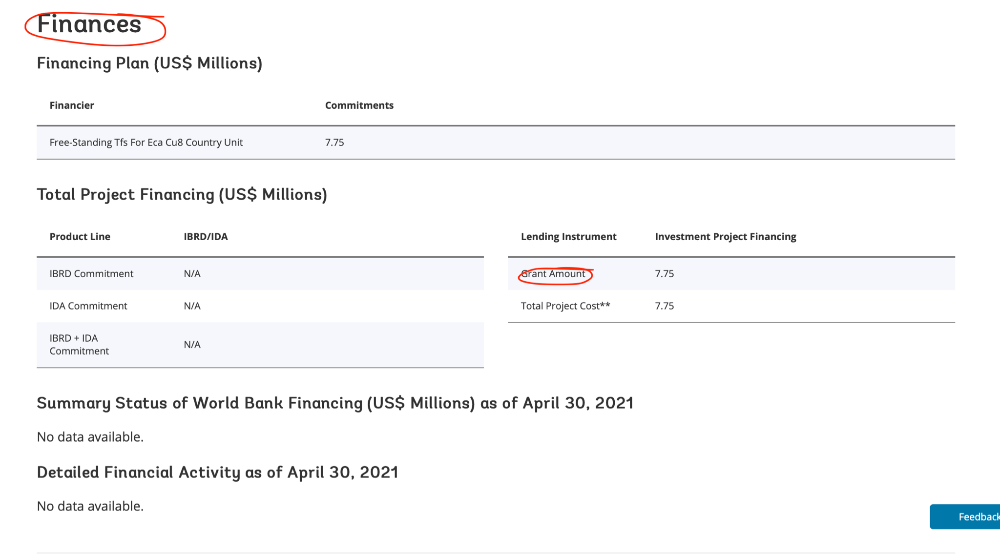 Finances
Financing Plan (US$ Millions)
Financier Commitments
Free-Standing Tfs For Eca Cu8 Country Unit 7.75
Total Project Financing (US$ Millions)
Product Line IBRD/IDA
IBRD Commitment N/A
IDA Commitment N/A
IBRD + IDA
Commitment N/A
Lending Instrument Investment Project Financing
Grant Amount 7.75
Total Project Cost** 7.75
Summary Status of World Bank Financing (US$ Millions) as of April 30, 2021
No data available.
Detailed Financial Activity as of April 30, 2021
No data available.
Feedback